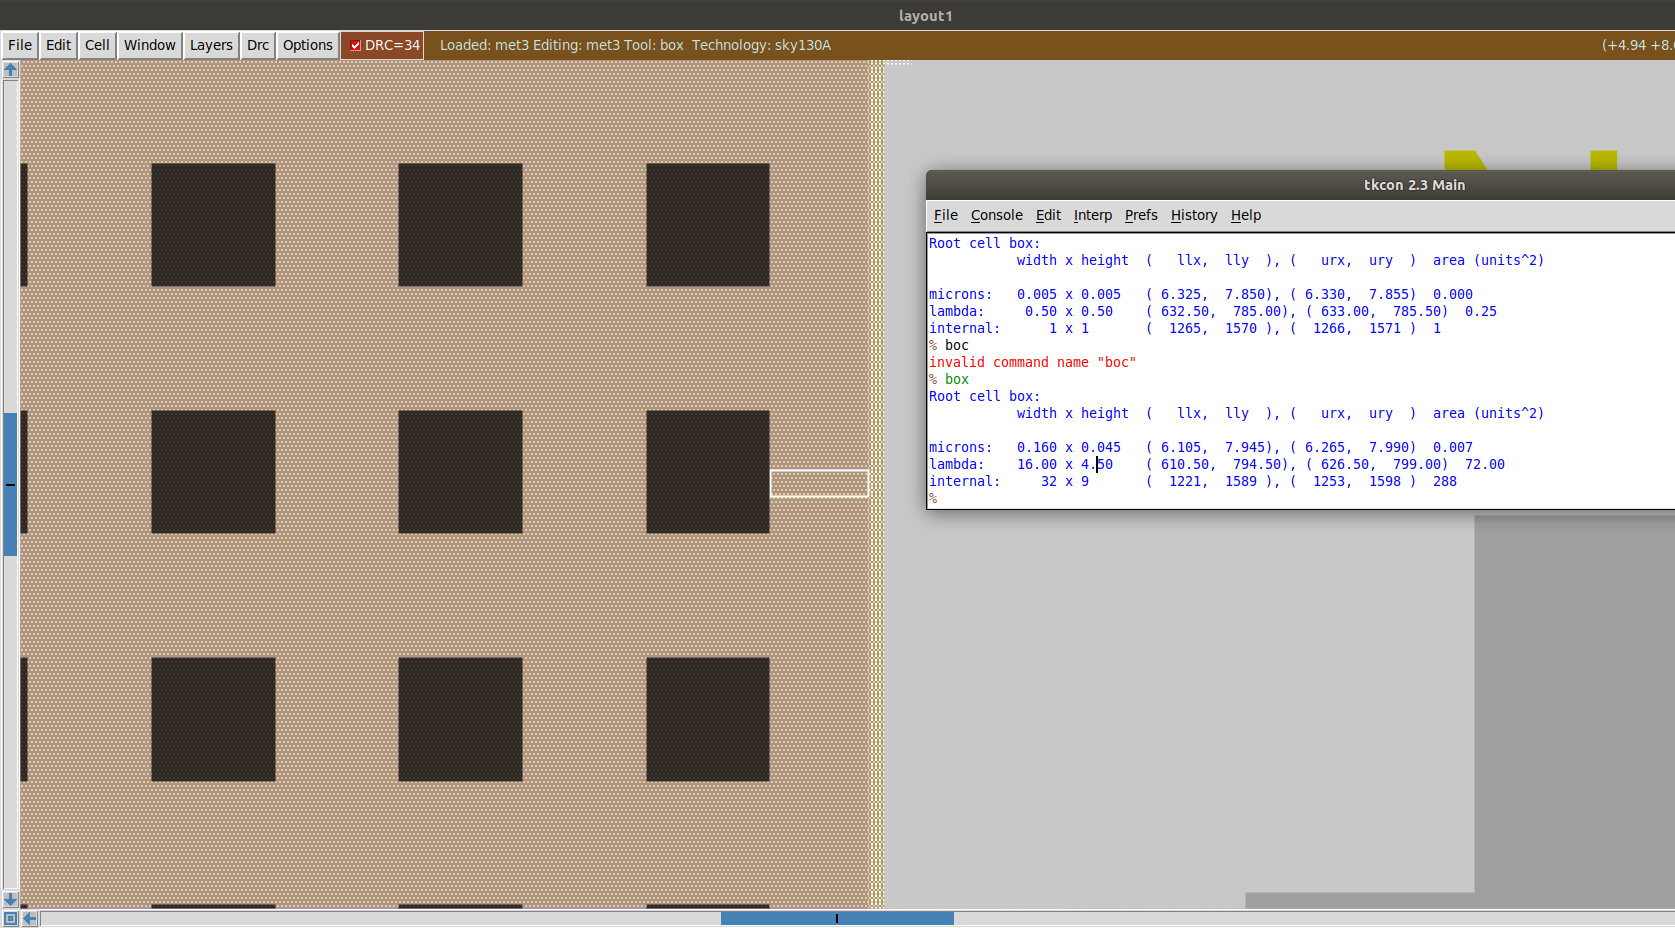 layout1
File Edit Cell Window Layers Drc Options DRC=34 Loaded: met3 Editing: met3 Tool: box Technology: sky130A (+4.94 +8.
tkcon 2.3 Main
File Console Edit Interp Prefs History Help
Root cell box:
width x height ( llx, lly ), ( urx, ury ) area (units^2)
microns: 0.005 x 0.005 ( 6.325, 7.850), ( 6.330, 7.855) 0.000
lambda: 0.50 x 0.50 ( 632.50, 785.00), ( 633.00, 785.50) 0.25
internal: 1 x 1 ( 1265, 1570 ), ( 1266, 1571 ) 1
% boc
invalid command name "boc"
% box
Root cell box:
width x height ( llx, lly ), ( urx, ury ) area (units^2)
microns: 0.160 x 0.045 ( 6.105, 7.945), ( 6.265, 7.990) 0.007
lambda: 16.00 x 4.50 ( 610.50, 794.50), ( 626.50, 799.00) 72.00
internal: 32 x 9 ( 1221, 1589 ), ( 1253, 1598 ) 288
%